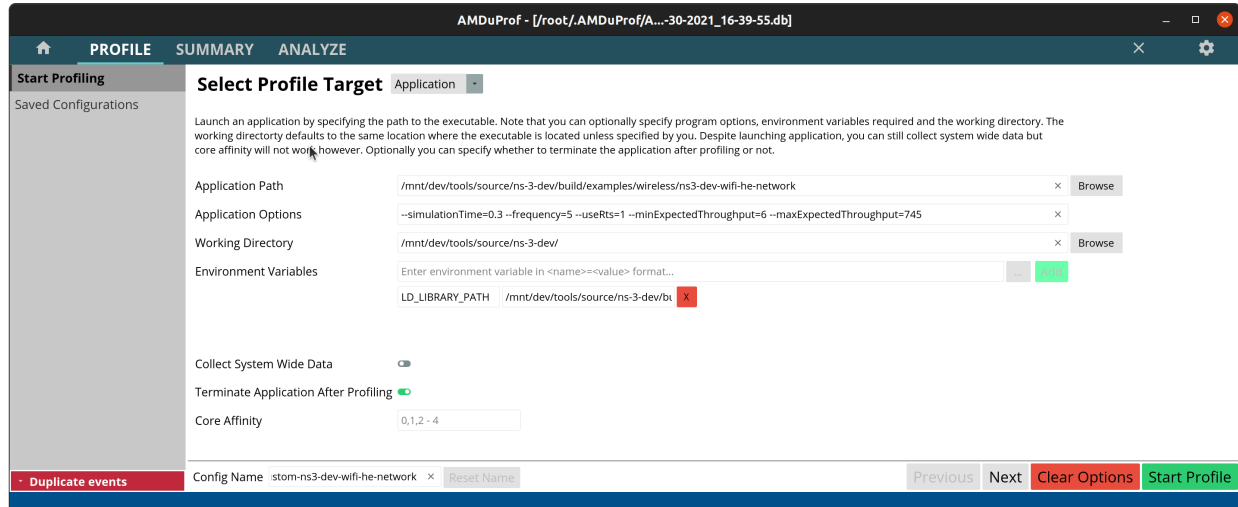 AMDuProf - [/root/.AMDuProf/A...-30-2021_16-39-55.db]
PROFILE SUMMARY ANALYZE
Start Profiling
Saved Configurations
Select Profile Target Application
Launch an application by specifying the path to the executable. Note that you can optionally specify program options, environment variables required and the working directory. The
working directorty defaults to the same location where the executable is located unless specified by you. Despite launching application, you can still collect system wide data but
core affinity will not work however. Optionally you can specify whether to terminate the application after profiling or not.
Application Path /mnt/dev/tools/source/ns-3-dev/build/examples/wireless/ns3-dev-wifi-he-network × Browse
Application Options --simulationTime=0.3 --frequency=5 --useRts=1 --minExpectedThroughput=6 --maxExpectedThroughput=745 ×
Working Directory /mnt/dev/tools/source/ns-3-dev/ × Browse
Environment Variables Enter environment variable in <name>=<value> format... ... Add
LD_LIBRARY_PATH /mnt/dev/tools/source/ns-3-dev/bu X
Collect System Wide Data
Terminate Application After Profiling
Core Affinity 0,1,2 - 4
Duplicate events
Config Name stom-ns3-dev-wifi-he-network × Reset Name Previous Next Clear Options Start Profile